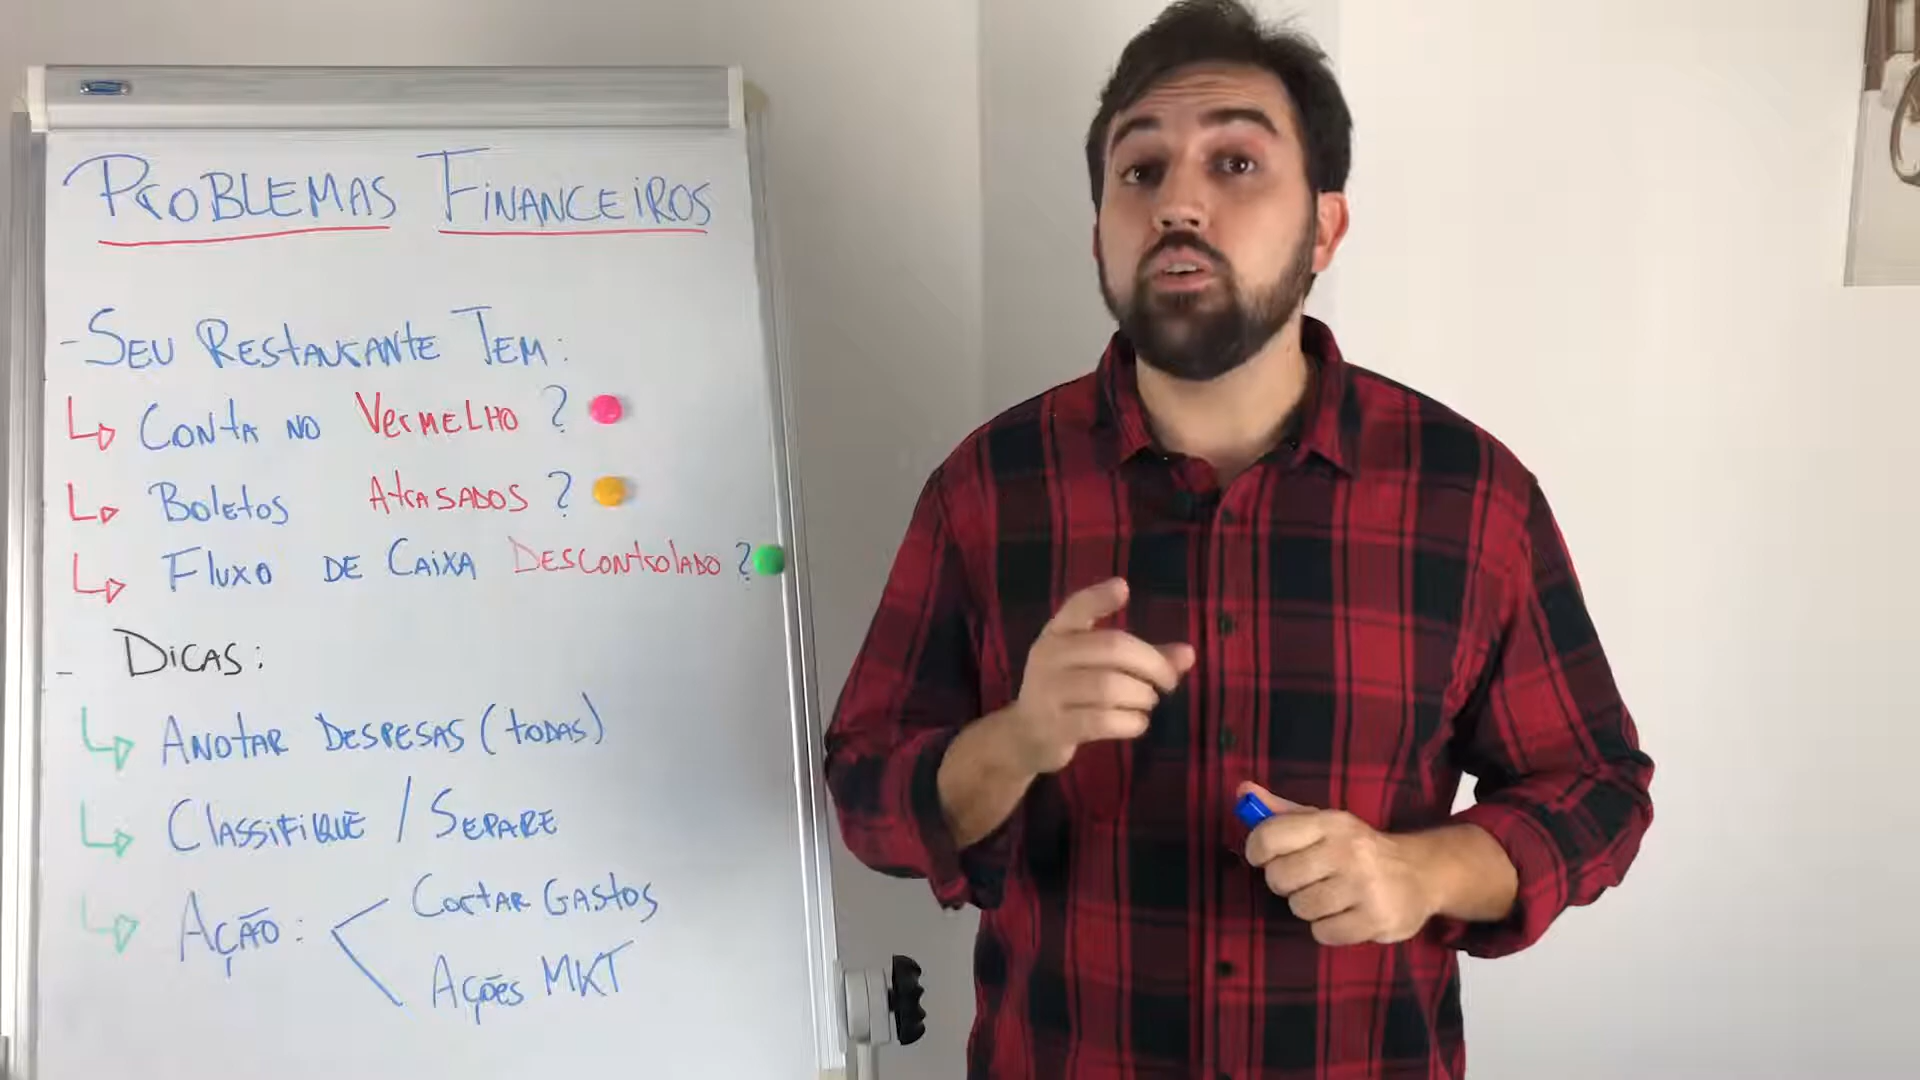 PROBLEMAS FINANCEIROS
- SEU RESTAURANTE TEM:
CONTA NO VERMELHO ?
BOLETOS ATRASADOS ?
FLUXO DE CAIXA DESCONTROLADO ?
- DICAS:
ANOTAR DESPESAS (TODAS)
CLASSIFIQUE / SEPARE
AÇÃO: CORTAR GASTOS
AÇÕES MKT